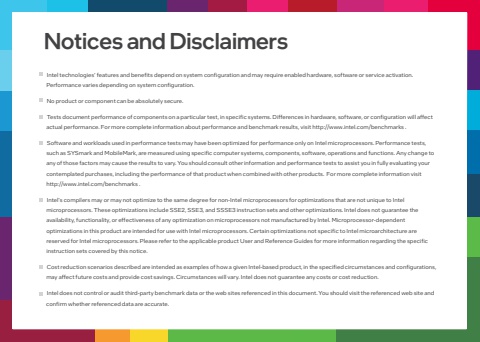 Notices and Disclaimers
Intel technologies' features and benefits depend on system configuration and may require enabled hardware, software or service activation.
Performance varies depending on system configuration.
No product or component can be absolutely secure.
Tests document performance of components on a particular test, in specific systems. Differences in hardware, software, or configuration will affect
actual performance. For more complete information about performance and benchmark results, visit http://www.intel.com/benchmarks .
Software and workloads used in performance tests may have been optimized for performance only on Intel microprocessors. Performance tests,
such as SYSmark and MobileMark, are measured using specific computer systems, components, software, operations and functions. Any change to
any of those factors may cause the results to vary. You should consult other information and performance tests to assist you in fully evaluating your
contemplated purchases, including the performance of that product when combined with other products. For more complete information visit
http://www.intel.com/benchmarks .
Intel's compilers may or may not optimize to the same degree for non-Intel microprocessors for optimizations that are not unique to Intel
microprocessors. These optimizations include SSE2, SSE3, and SSSE3 instruction sets and other optimizations. Intel does not guarantee the
availability, functionality, or effectiveness of any optimization on microprocessors not manufactured by Intel. Microprocessor-dependent
optimizations in this product are intended for use with Intel microprocessors. Certain optimizations not specific to Intel microarchitecture are
reserved for Intel microprocessors. Please refer to the applicable product User and Reference Guides for more information regarding the specific
instruction sets covered by this notice.
Cost reduction scenarios described are intended as examples of how a given Intel-based product, in the specified circumstances and configurations,
may affect future costs and provide cost savings. Circumstances will vary. Intel does not guarantee any costs or cost reduction.
Intel does not control or audit third-party benchmark data or the web sites referenced in this document. You should visit the referenced web site and
confirm whether referenced data are accurate.